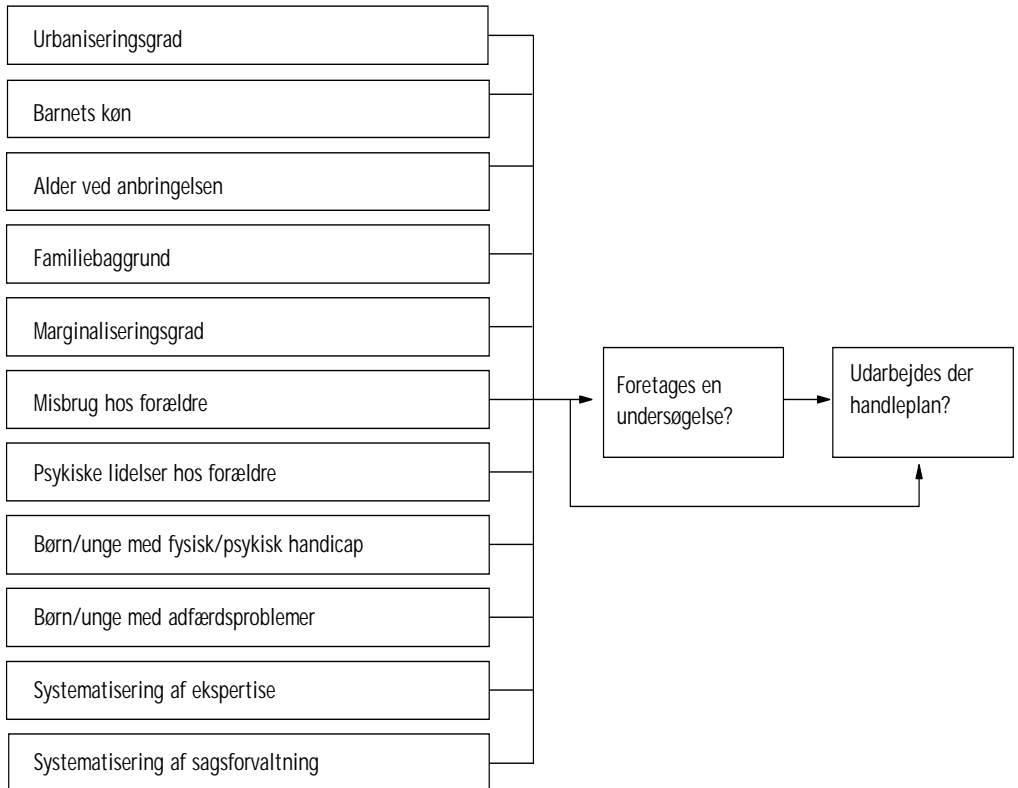 Urbaniseringsgrad
Barnets køn
Alder ved anbringelsen
Familiebaggrund
Marginaliseringsgrad
Misbrug hos forældre
Psykiske lidelser hos forældre
Børn/unge med fysisk/psykisk handicap
Børn/unge med adfærdsproblemer
Systematisering af ekspertise
Systematisering af sagsforvaltning
Foretages en
undersøgelse?
Udarbejdes der
handleplan?